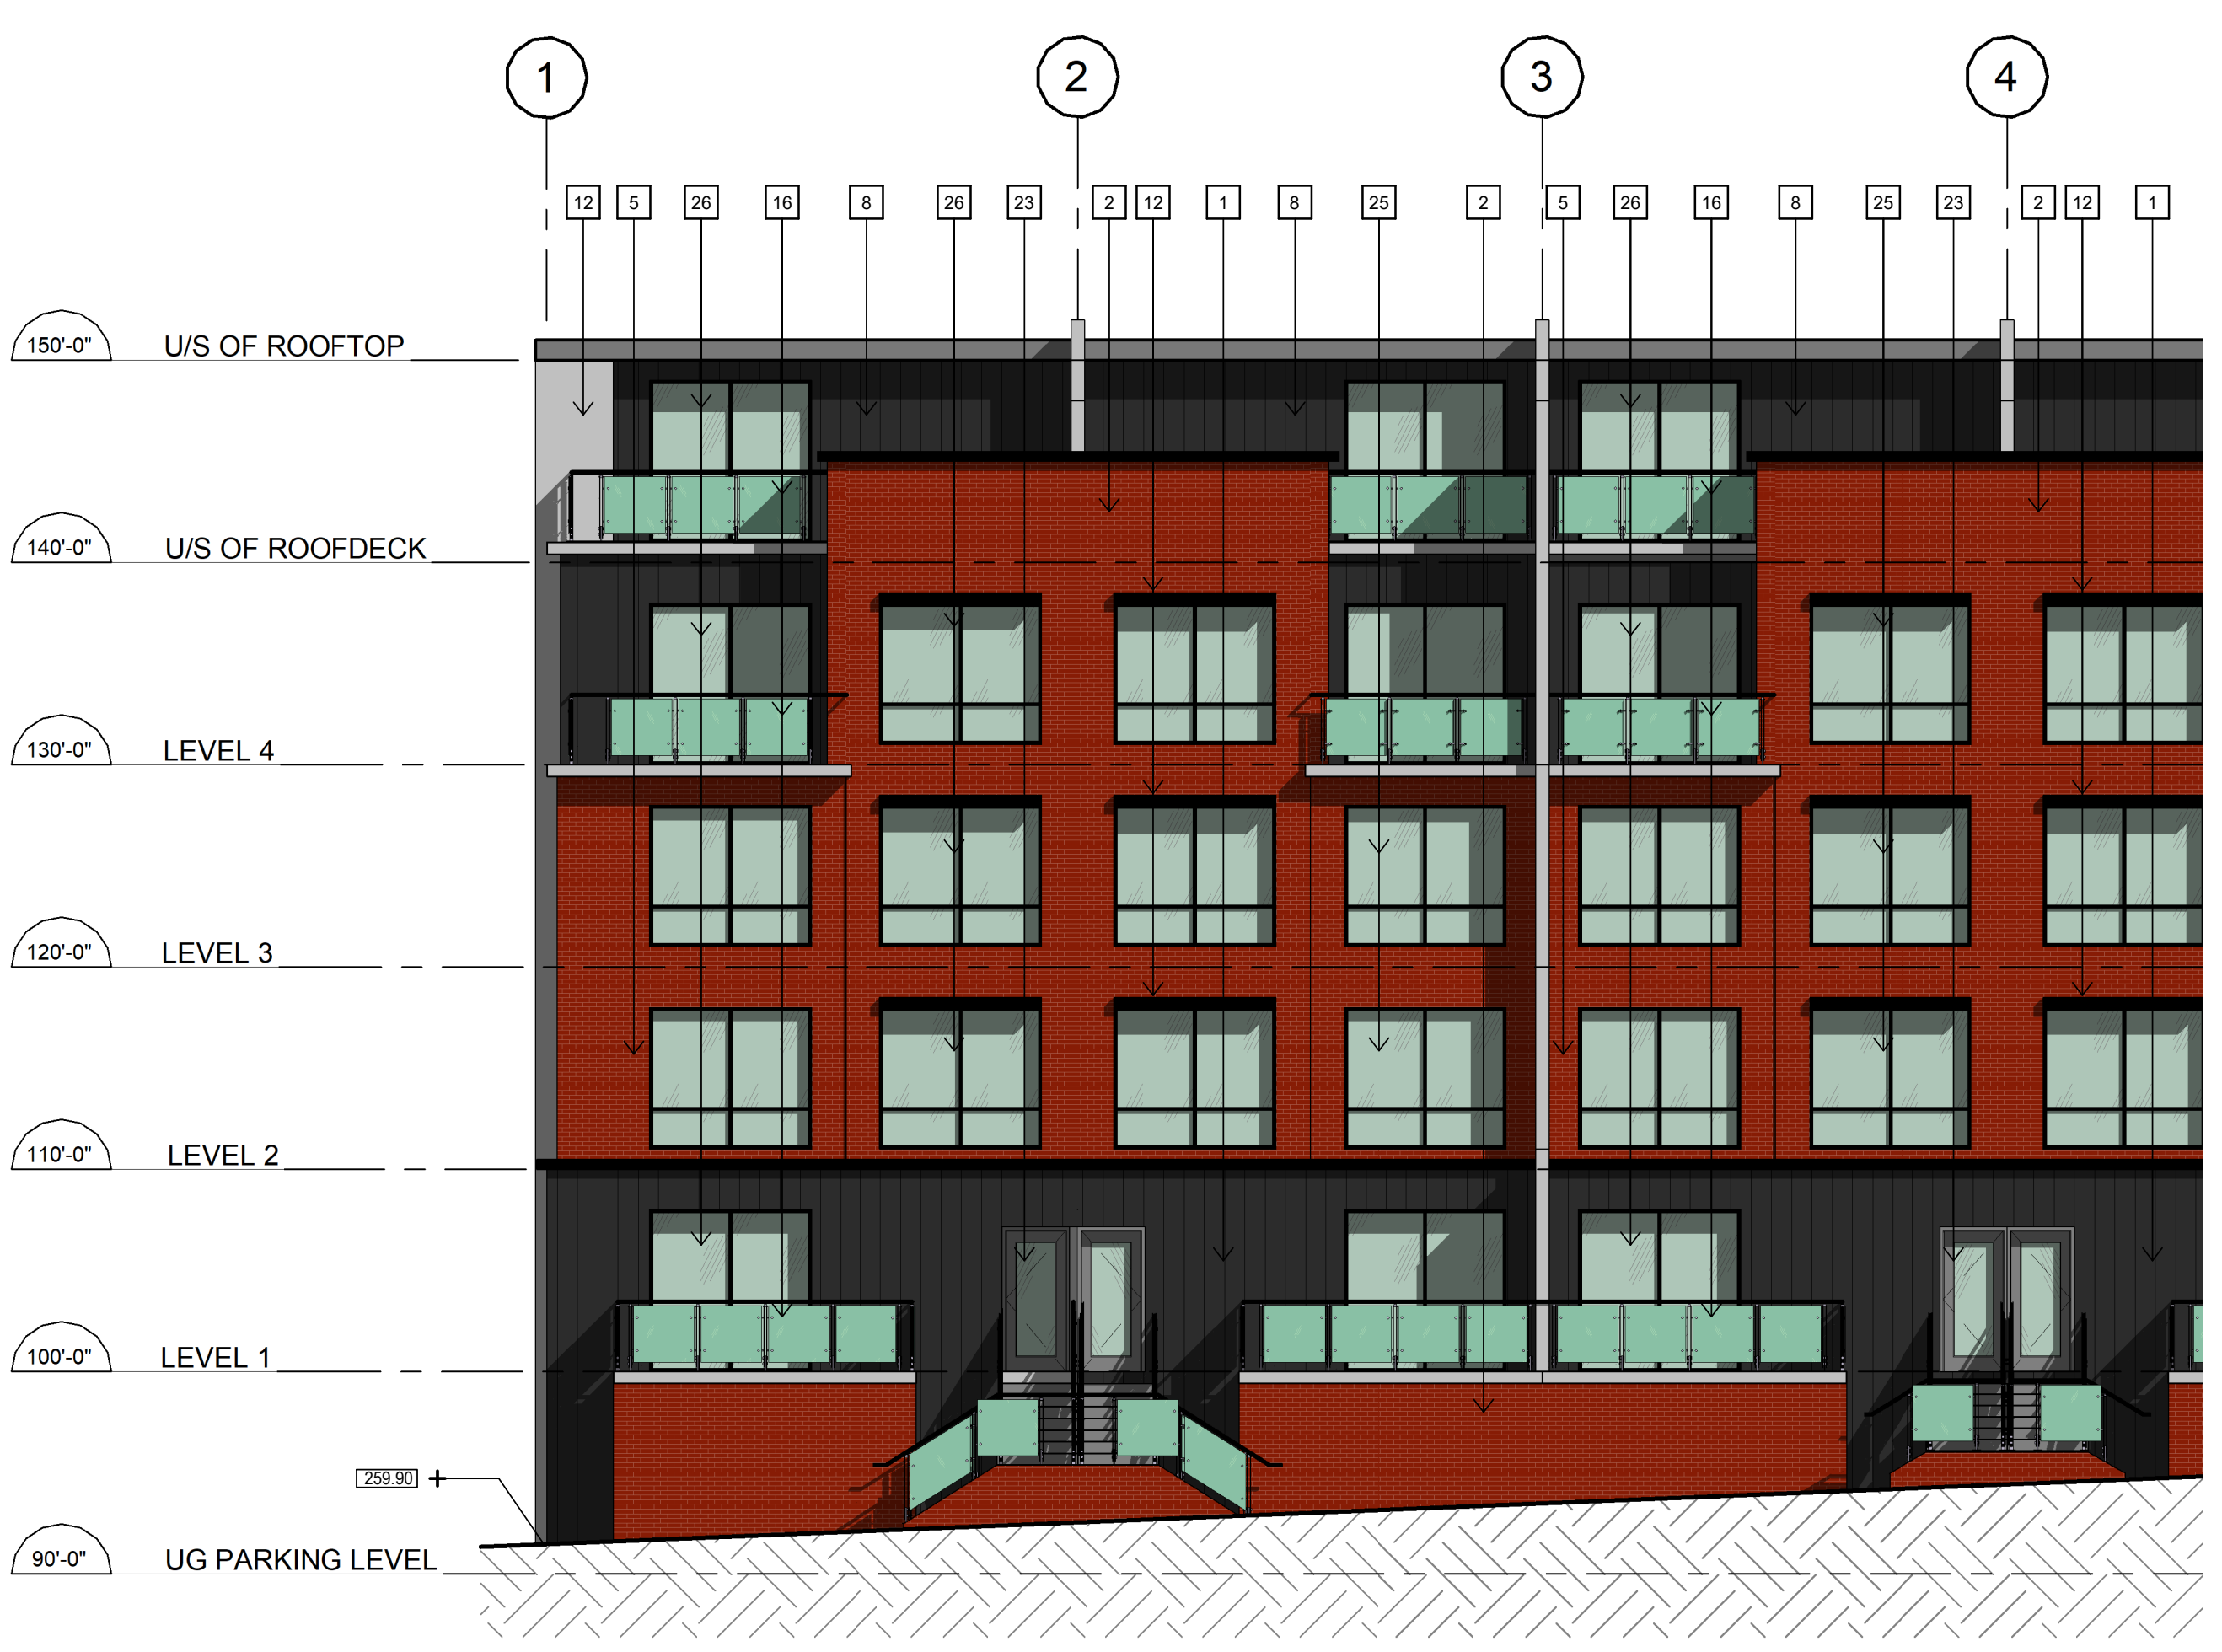 1 2 3 4
12 5 26 16 8 26 23 2 12 1 8 25 2 5 26 16 8 25 23 2 12 1
150'-0" U/S OF ROOFTOP
140'-0" U/S OF ROOFDECK
130'-0" LEVEL 4
120'-0" LEVEL 3
110'-0" LEVEL 2
100'-0" LEVEL 1
259.90
90'-0" UG PARKING LEVEL